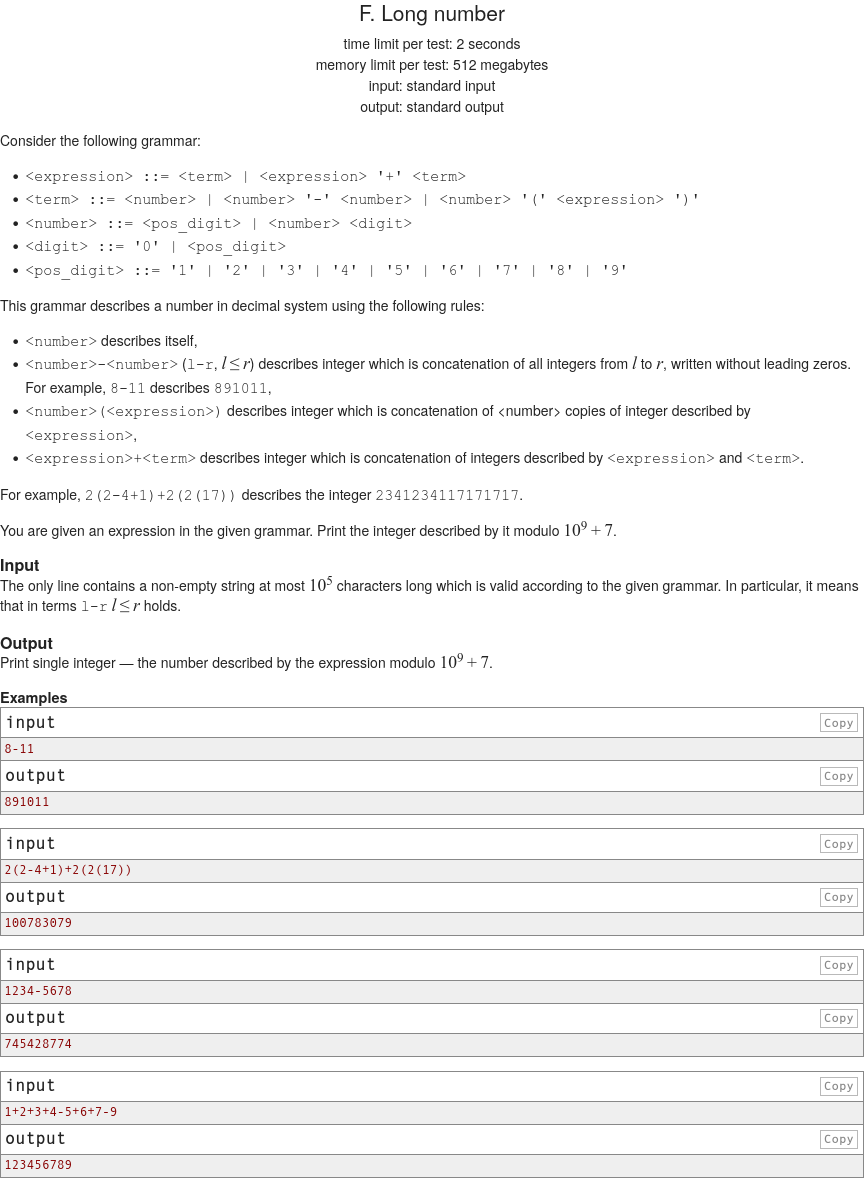 F. Long number
time limit per test: 2 seconds
memory limit per test: 512 megabytes
input: standard input
output: standard output
Consider the following grammar:
• <expression> ::= <term> | <expression> '+' <term>
• <term> ::= <number> | <number> '-' <number> | <number> '(' <expression> ')'
• <number> ::= <pos_digit> | <number> <digit>
• <digit> ::= '0' | <pos_digit>
• <pos_digit> ::= '1' | '2' | '3' | '4' | '5' | '6' | '7' | '8' | '9'
This grammar describes a number in decimal system using the following rules:
• <number> describes itself,
• <number>-<number> (l-r, l ≤ r) describes integer which is concatenation of all integers from l to r, written without leading zeros.
For example, 8-11 describes 891011,
• <number>(<expression>) describes integer which is concatenation of <number> copies of integer described by
<expression>,
• <expression>+<term> describes integer which is concatenation of integers described by <expression> and <term>.
For example, 2(2-4+1)+2(2(17)) describes the integer 2341234117171717.
You are given an expression in the given grammar. Print the integer described by it modulo 10⁹ + 7.
Input
The only line contains a non-empty string at most 10⁵ characters long which is valid according to the given grammar. In particular, it means
that in terms l-r l ≤ r holds.
Output
Print single integer — the number described by the expression modulo 10⁹ + 7.
Examples
input Copy
8-11
output Copy
891011
input Copy
2(2-4+1)+2(2(17))
output Copy
100783079
input Copy
1234-5678
output Copy
745428774
input Copy
1+2+3+4-5+6+7-9
output Copy
123456789